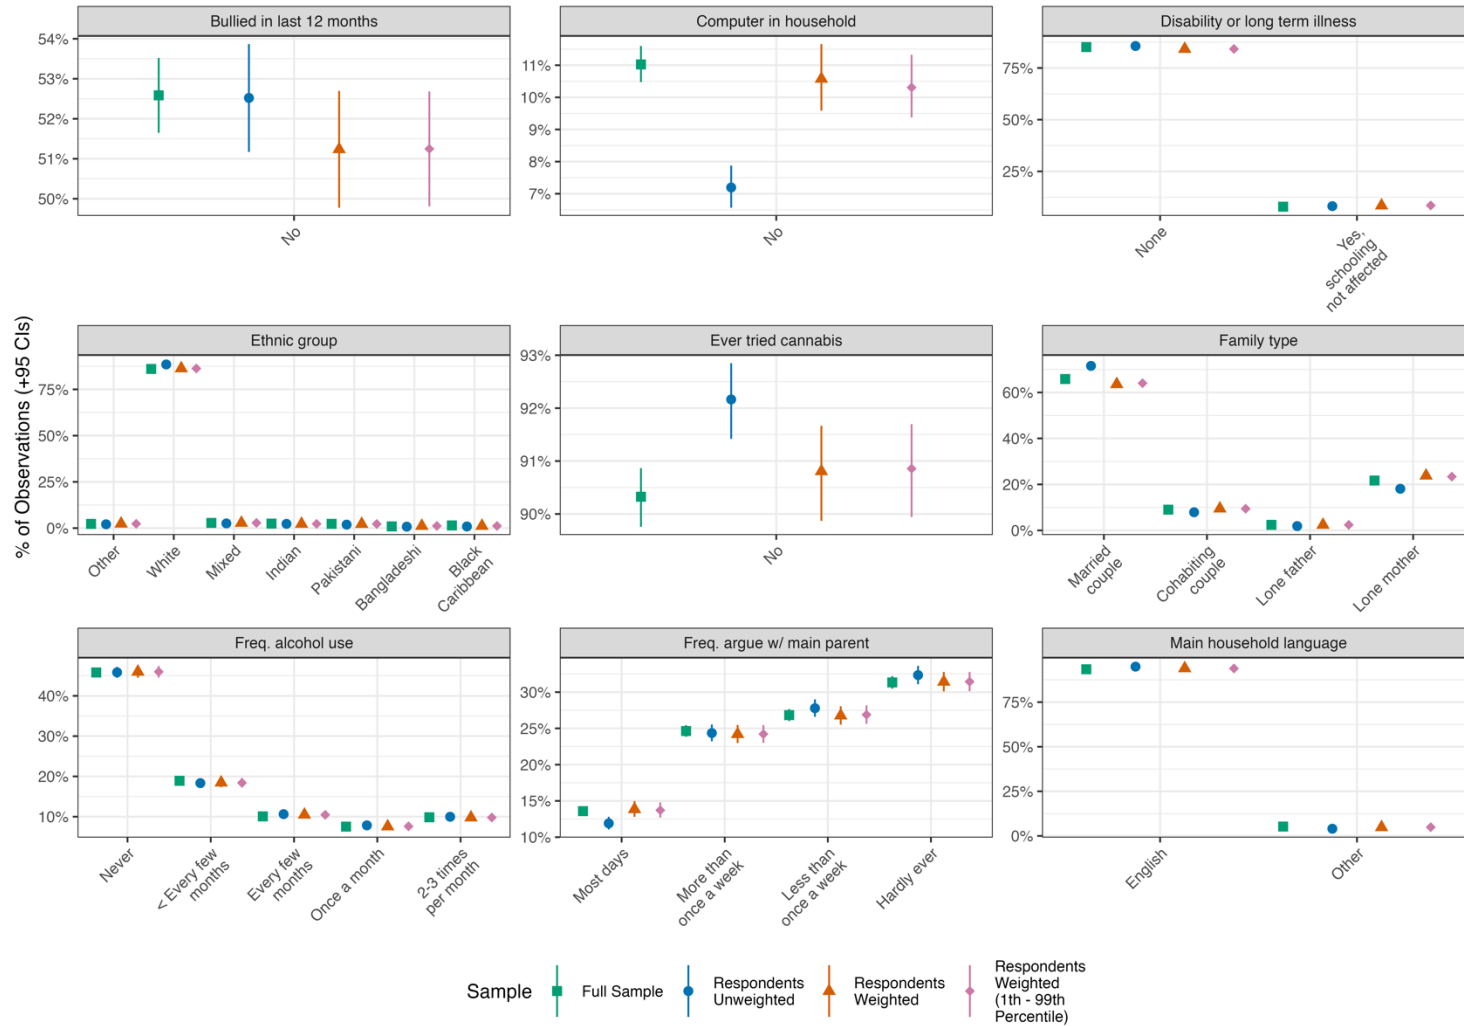 Bullied in last 12 months
Computer in household
Disability or long term illness
54%
53%
52%
51%
50%
No
11%
10%
9%
8%
7%
No
75%
50%
25%
None
Yes,
schooling
not affected
% of Observations (+95 CIs)
Ethnic group
Ever tried cannabis
Family type
75%
50%
25%
0%
Other
White
Mixed
Indian
Pakistani
Bangladeshi
Black
Caribbean
93%
92%
91%
90%
No
60%
40%
20%
0%
Married
couple
Cohabiting
couple
Lone father
Lone mother
Freq. alcohol use
Freq. argue w/ main parent
Main household language
40%
30%
20%
10%
Never
< Every few
months
Every few
months
Once a month
2-3 times
per month
30%
25%
20%
15%
10%
Most days
More than
once a week
Less than
once a week
Hardly ever
75%
50%
25%
0%
English
Other
Sample
Full Sample
Respondents
Unweighted
Respondents
Weighted
Respondents
Weighted
(1th - 99th
Percentile)